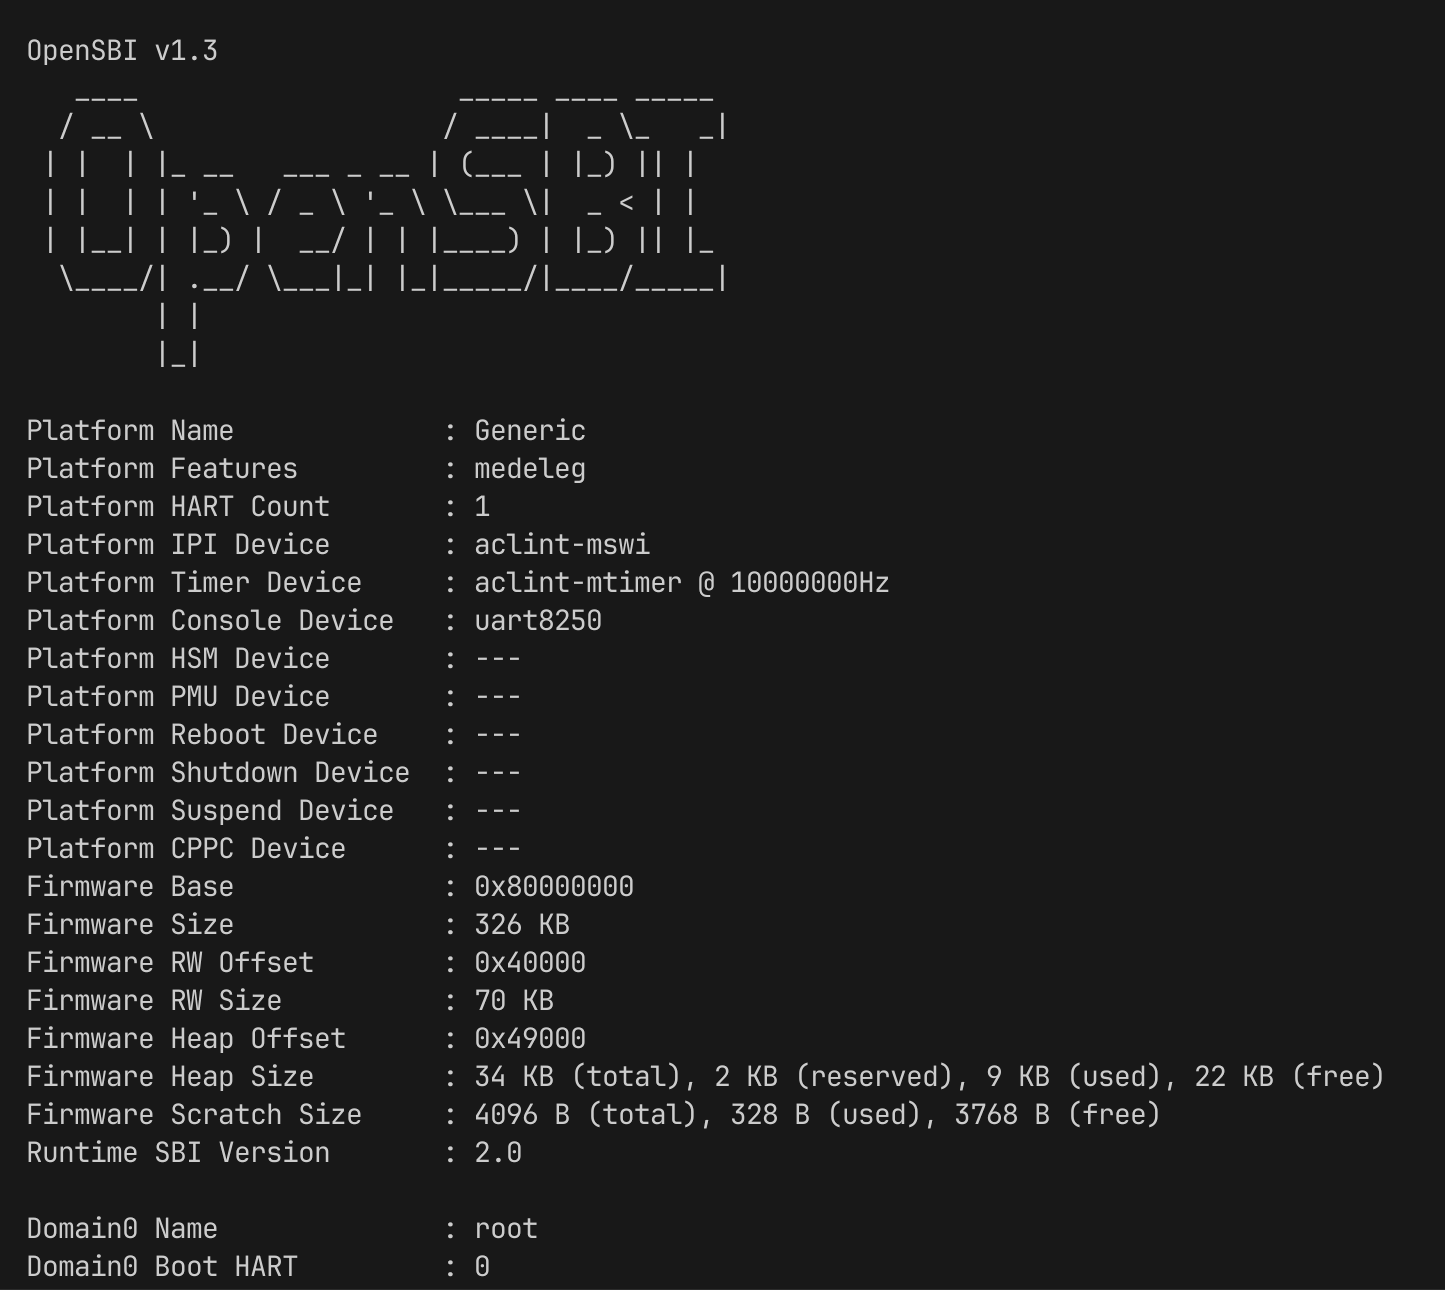 OpenSBI v1.3
   ____                    _____ ____ _____
  / __ \                  / ____|  _ \_   _|
 | |  | |_ __   ___ _ __ | (___ | |_) || |
 | |  | | '_ \ / _ \ '_ \ \___ \|  _ < | |
 | |__| | |_) |  __/ | | |____) | |_) || |_
  \____/| .__/ \___|_| |_|_____/|____/_____|
        | |
        |_|
Platform Name             : Generic
Platform Features         : medeleg
Platform HART Count       : 1
Platform IPI Device       : aclint-mswi
Platform Timer Device     : aclint-mtimer @ 10000000Hz
Platform Console Device   : uart8250
Platform HSM Device       : ---
Platform PMU Device       : ---
Platform Reboot Device    : ---
Platform Shutdown Device  : ---
Platform Suspend Device   : ---
Platform CPPC Device      : ---
Firmware Base             : 0x80000000
Firmware Size             : 326 KB
Firmware RW Offset        : 0x40000
Firmware RW Size          : 70 KB
Firmware Heap Offset      : 0x49000
Firmware Heap Size        : 34 KB (total), 2 KB (reserved), 9 KB (used), 22 KB (free)
Firmware Scratch Size     : 4096 B (total), 328 B (used), 3768 B (free)
Runtime SBI Version       : 2.0
Domain0 Name              : root
Domain0 Boot HART         : 0